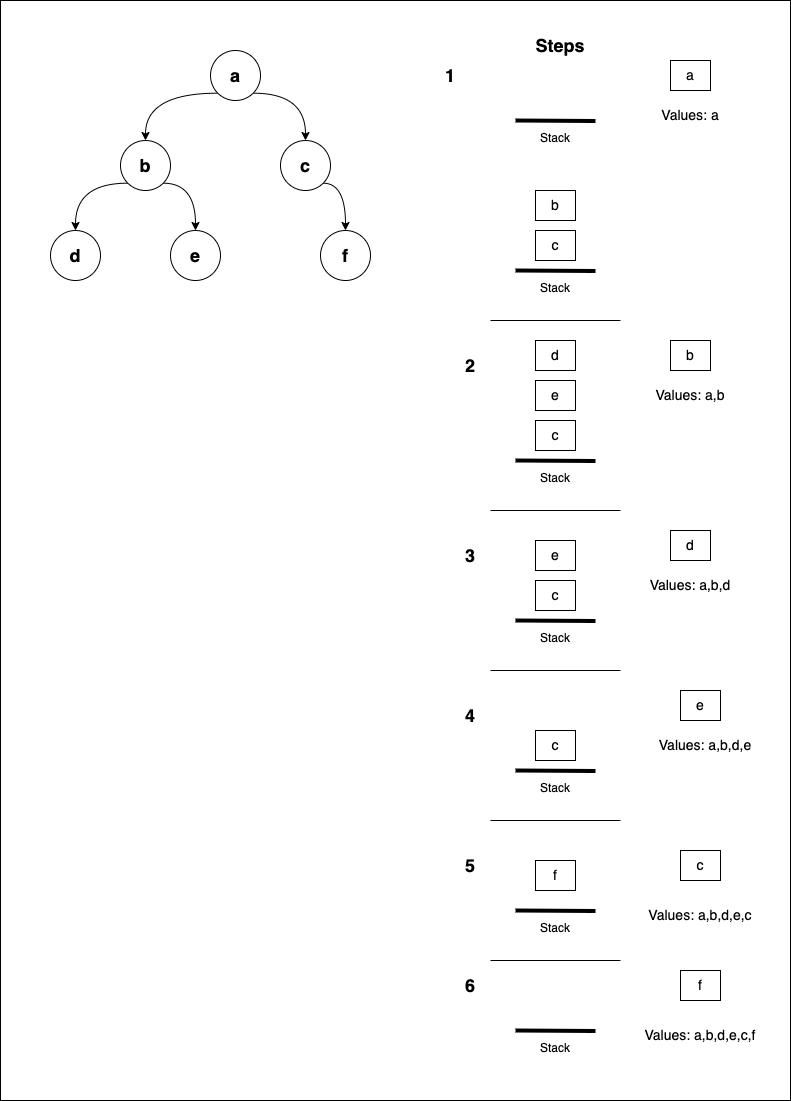 a
b
c
d
e
f
Steps
1
a
Values: a
Stack
b
c
Stack
2
d
e
c
Stack
b
Values: a,b
3
e
c
Stack
d
Values: a,b,d
4
c
Stack
e
Values: a,b,d,e
5
f
Stack
c
Values: a,b,d,e,c
6
Stack
f
Values: a,b,d,e,c,f